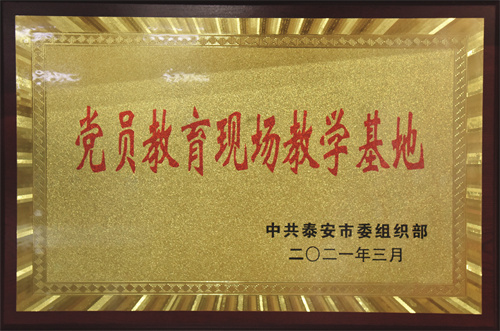 党员教育现场教学基地
中共泰安市委组织部
二〇二一年三月